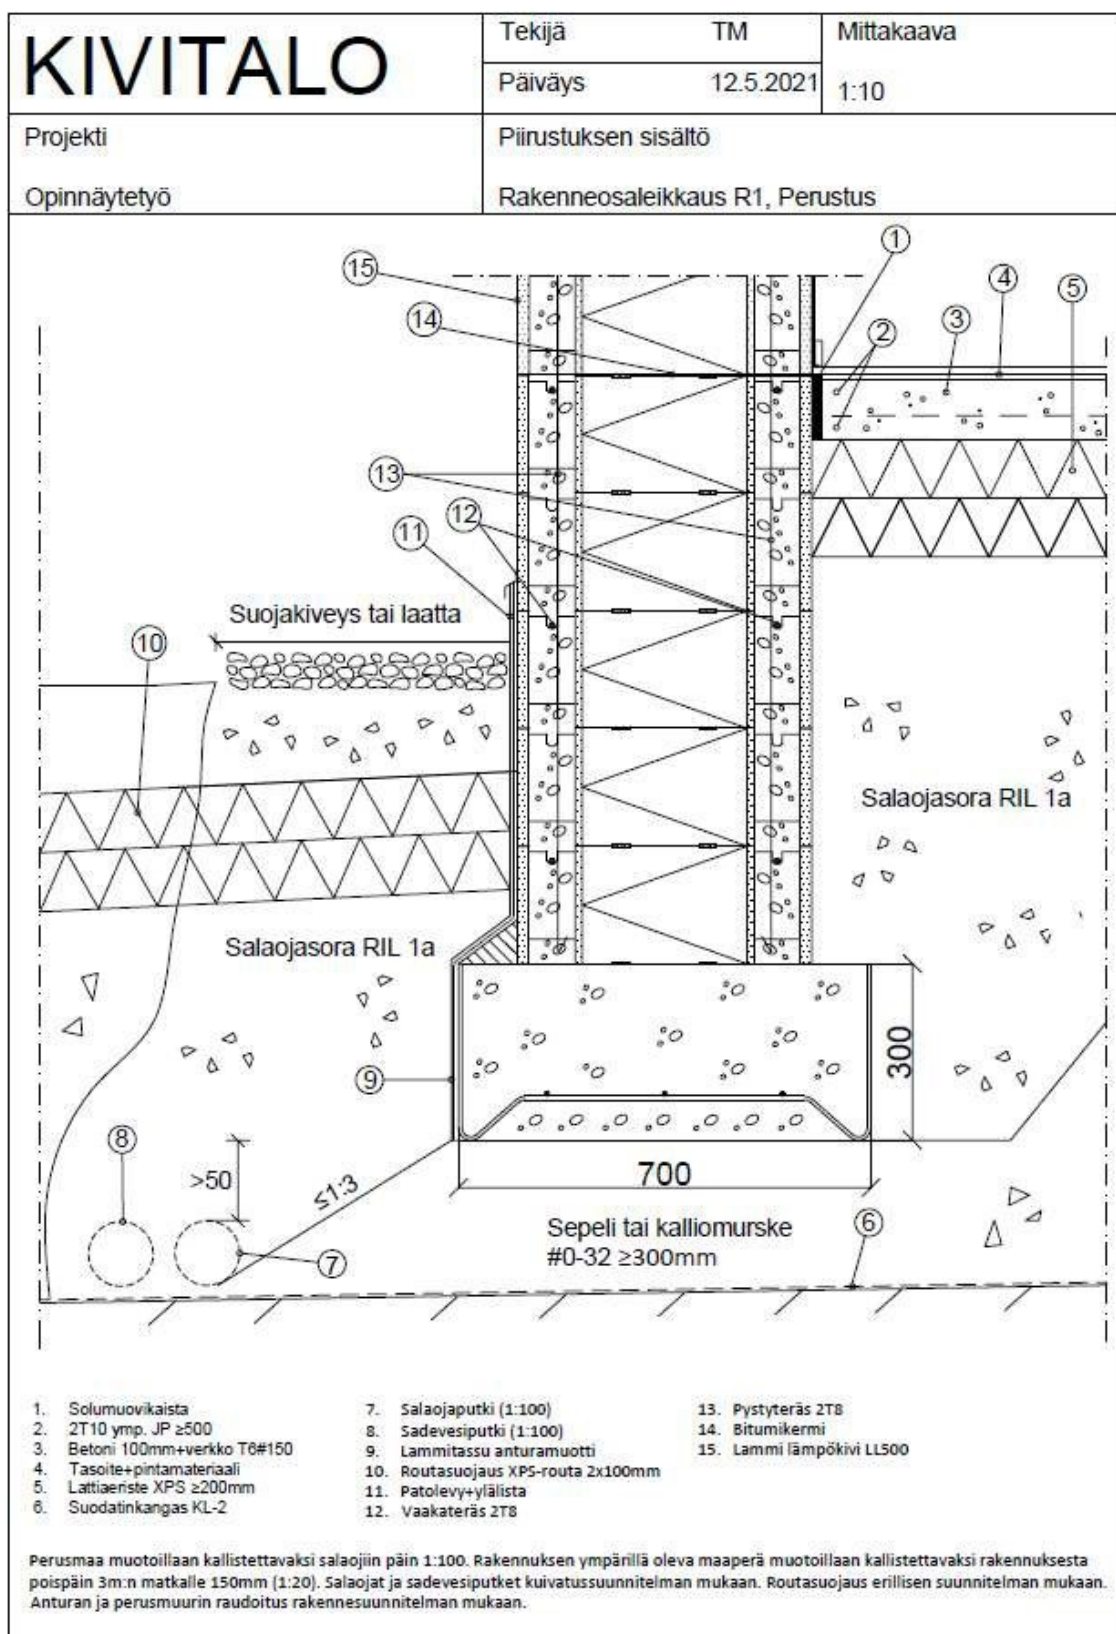 KIVITALO
Tekijä TM
Päiväys 12.5.2021
Mittakaava
1:10
Projekti
Opinnäytetyö
Piirustuksen sisältö
Rakenneosaleikkaus R1, Perustus
1
15
4
5
14
2
3
13
12
11
Suojakiveys tai laatta
10
Salaojasora RIL 1a
Salaojasora RIL 1a
300
9
8
>50
≤1:3
700
7
Sepeli tai kalliomurske
#0-32 ≥300mm
6
1. Solumuovikaista
2. 2T10 ymp. JP ≥500
3. Betoni 100mm+verkko T6#150
4. Tasoite+pintamateriaali
5. Lattiaeriste XPS ≥200mm
6. Suodatinkangas KL-2
7. Salaojaputki (1:100)
8. Sadevesiputki (1:100)
9. Lammitassu anturamuotti
10. Routasuojaus XPS-routa 2x100mm
11. Patolevy+ylälista
12. Vaakateräs 2T8
13. Pystyteräs 2T8
14. Bitumikermi
15. Lammi lämpökivi LL500
Perusmaa muotoillaan kallistettavaksi salaojiin päin 1:100. Rakennuksen ympärillä oleva maaperä muotoillaan kallistettavaksi rakennuksesta
poispäin 3m:n matkalle 150mm (1:20). Salaojat ja sadevesiputket kuivatussuunnitelman mukaan. Routasuojaus erillisen suunnitelman mukaan.
Anturan ja perusmuurin raudoitus rakennesuunnitelman mukaan.